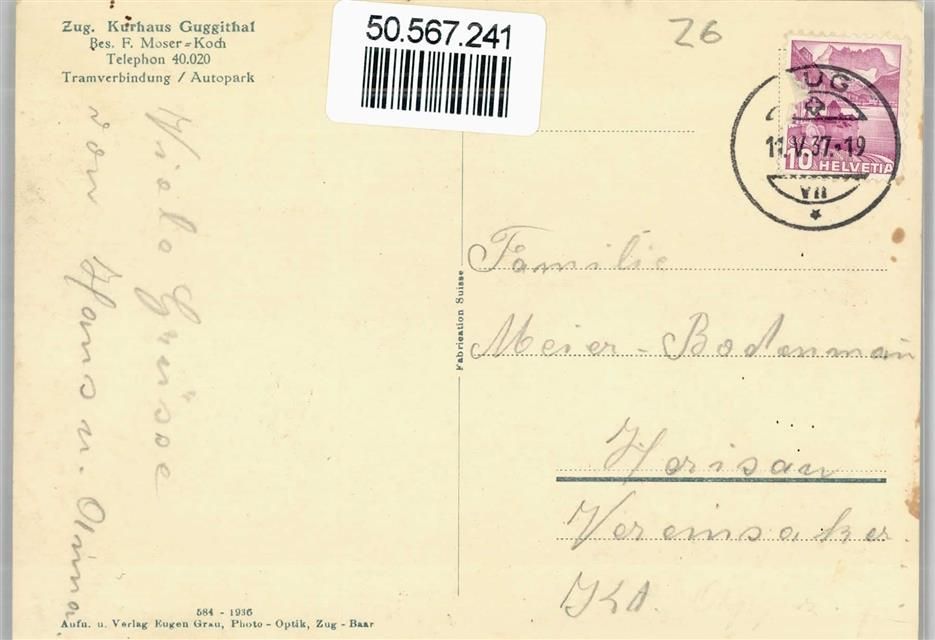 Zug. Kurhaus Guggithal
Bes. F. Moser=Koch
Telephon 40.020
Tramverbindung / Autopark
50.567.241
26
ZUG
11.V.37.-19
VII
10 HELVETIA
Viele Grüsse
von Hans u. Anna
Fabrication Suisse
Familie
Meier-Bodenmann
Herisau
584 - 1936
Aufn. u. Verlag Eugen Grau, Photo-Optik, Zug - Baar